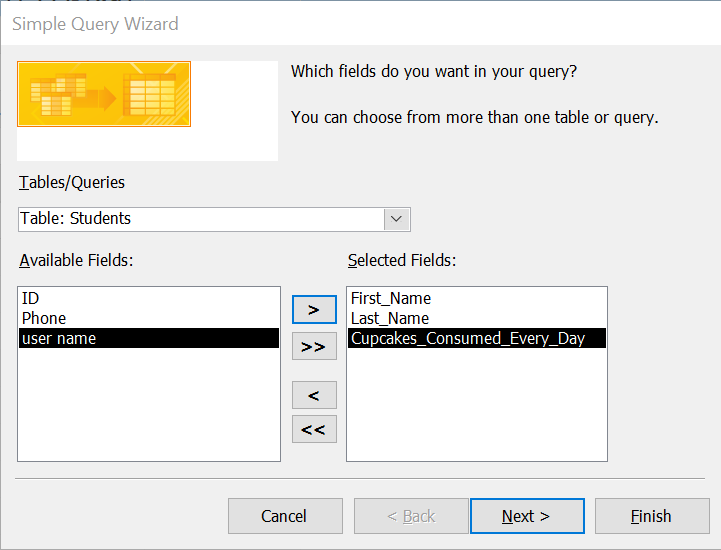 Simple Query Wizard
Which fields do you want in your query?
You can choose from more than one table or query.
Tables/Queries
Table: Students
Available Fields:
Selected Fields:
ID
Phone
user name
>
>>
<
<<
First_Name
Last_Name
Cupcakes_Consumed_Every_Day
Cancel
< Back
Next >
Finish